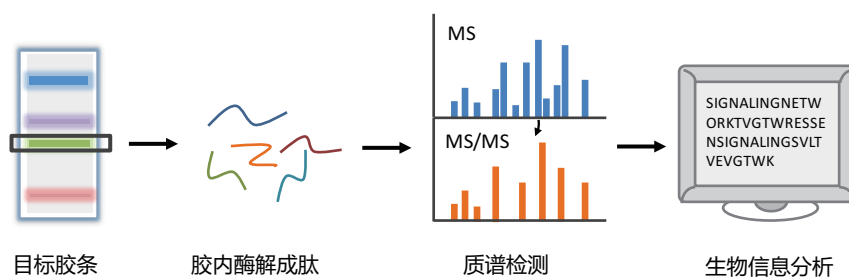 MS
MS/MS
SIGNALINGNETW
ORKTVGTWRESSE
NSIGNALINGSVLT
VEVGTWK
目标胶条
胶内酶解成肽
质谱检测
生物信息分析